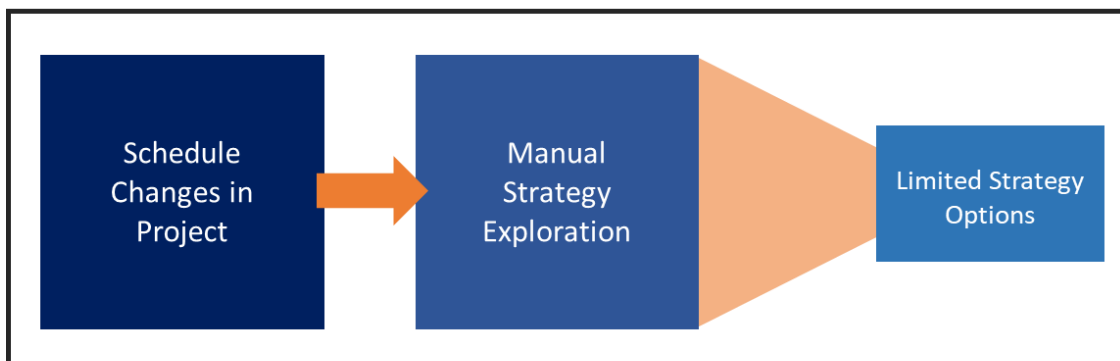 Schedule
Changes in
Project
Manual
Strategy
Exploration
Limited Strategy
Options